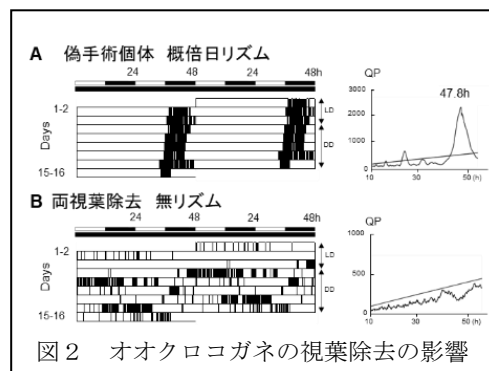 A 偽手術個体 概倍日リズム
24 48 24 48h
1-2
Days
15-16
LD
DD
QP
3000
2000
1000
0
47.8h
10 30 50 (h)
B 両視葉除去 無リズム
24 48 24 48h
1-2
Days
15-16
LD
DD
QP
1000
500
0
10 30 50 (h)
図2 オオクロコガネの視葉除去の影響